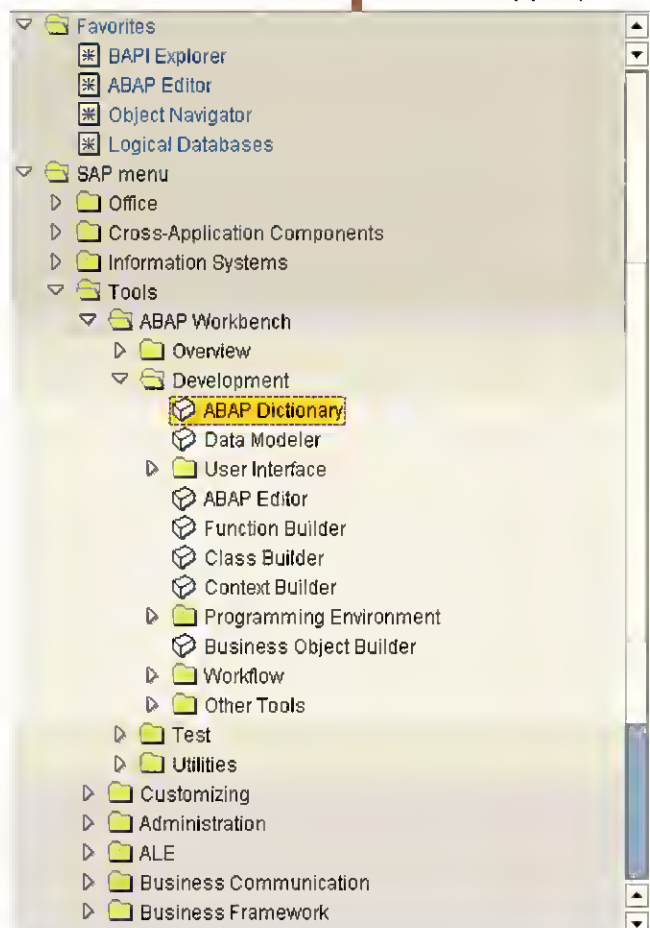 Favorites
BAPI Explorer
ABAP Editor
Object Navigator
Logical Databases
SAP menu
Office
Cross-Application Components
Information Systems
Tools
ABAP Workbench
Overview
Development
ABAP Dictionary
Data Modeler
User Interface
ABAP Editor
Function Builder
Class Builder
Context Builder
Programming Environment
Business Object Builder
Workflow
Other Tools
Test
Utilities
Customizing
Administration
ALE
Business Communication
Business Framework